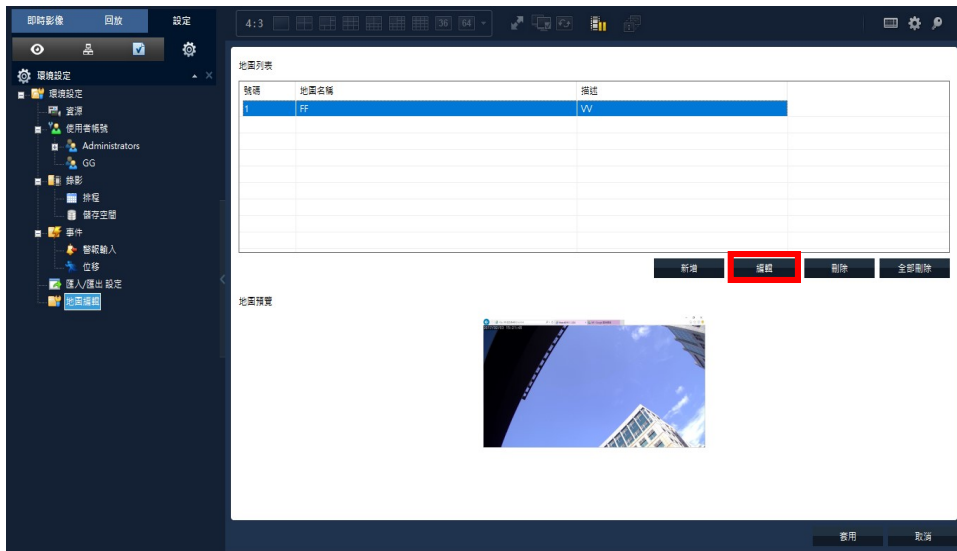 即時影像 回放 設定
4:3 36 64
環境設定
環境設定
資源
使用者帳號
Administrators
GG
錄影
排程
儲存空間
事件
警報輸入
位移
匯入/匯出 設定
地圖編輯
地圖列表
號碼 地圖名稱 描述
1 FF VV
新增 編輯 刪除 全部刪除
地圖預覽
套用 取消